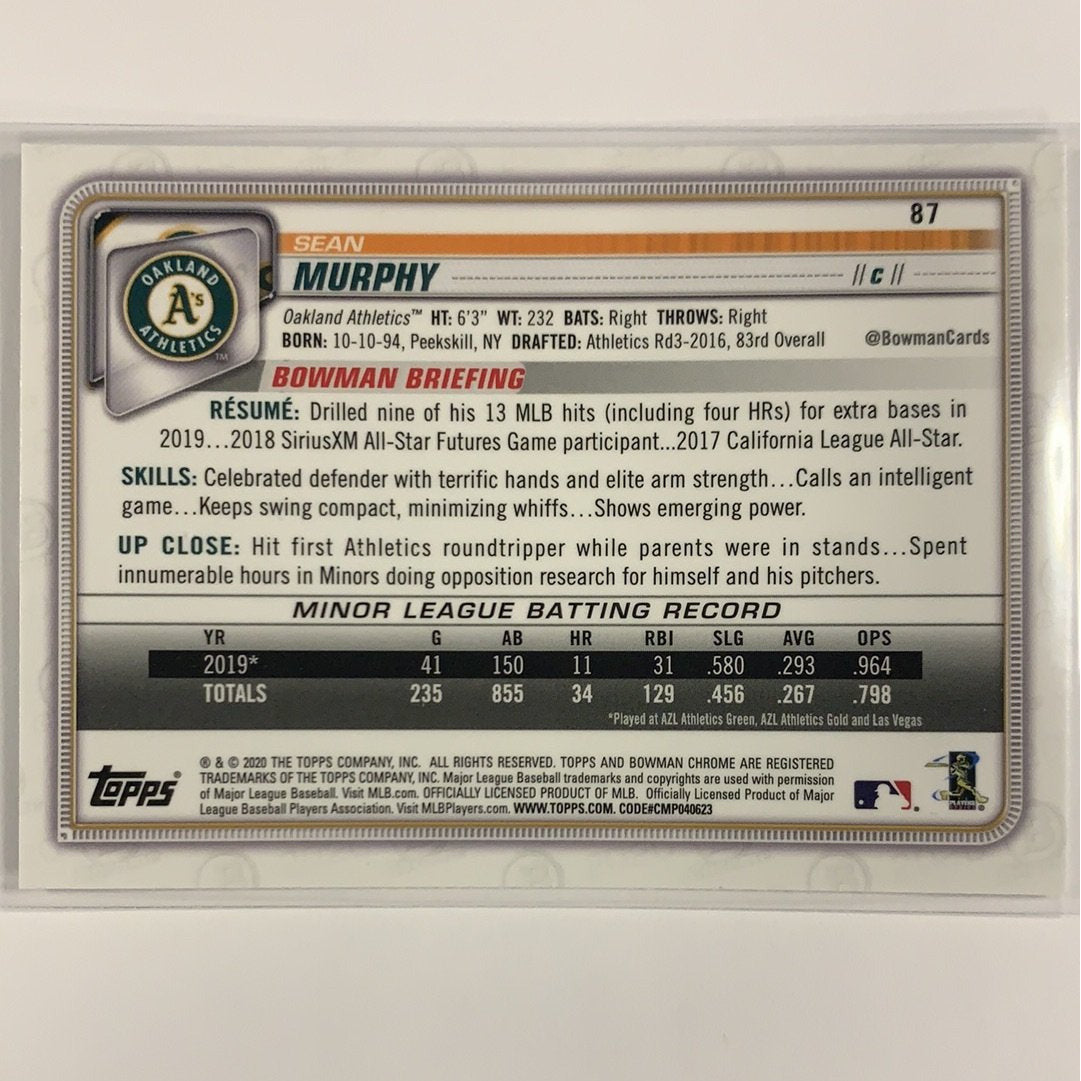 87
SEAN
MURPHY //C//
OAKLAND
A's
ATHLETICS
TM
Oakland Athletics™ HT: 6'3" WT: 232 BATS: Right THROWS: Right
BORN: 10-10-94, Peekskill, NY DRAFTED: Athletics Rd3-2016, 83rd Overall @BowmanCards
BOWMAN BRIEFING
RÉSUMÉ: Drilled nine of his 13 MLB hits (including four HRs) for extra bases in
2019...2018 SiriusXM All-Star Futures Game participant...2017 California League All-Star.
SKILLS: Celebrated defender with terrific hands and elite arm strength...Calls an intelligent
game...Keeps swing compact, minimizing whiffs...Shows emerging power.
UP CLOSE: Hit first Athletics roundtripper while parents were in stands...Spent
innumerable hours in Minors doing opposition research for himself and his pitchers.
MINOR LEAGUE BATTING RECORD
YR G AB HR RBI SLG AVG OPS
2019* 41 150 11 31 .580 .293 .964
TOTALS 235 855 34 129 .456 .267 .798
*Played at AZL Athletics Green, AZL Athletics Gold and Las Vegas
Topps®
® & © 2020 THE TOPPS COMPANY, INC. ALL RIGHTS RESERVED. TOPPS AND BOWMAN CHROME ARE REGISTERED
TRADEMARKS OF THE TOPPS COMPANY, INC. Major League Baseball trademarks and copyrights are used with permission
of Major League Baseball. Visit MLB.com. OFFICIALLY LICENSED PRODUCT OF MLB. Officially Licensed Product of Major
League Baseball Players Association. Visit MLBPlayers.com. WWW.TOPPS.COM. CODE#CMP040623